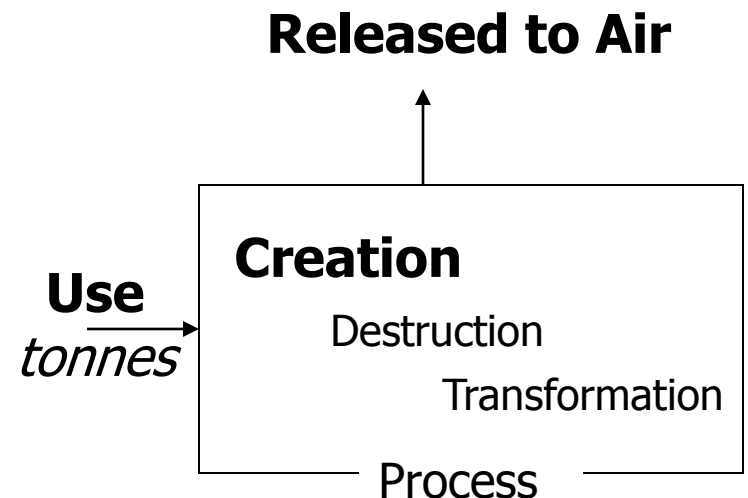 Released to Air
Creation
Use
Destruction
tonnes
Transformation
Process